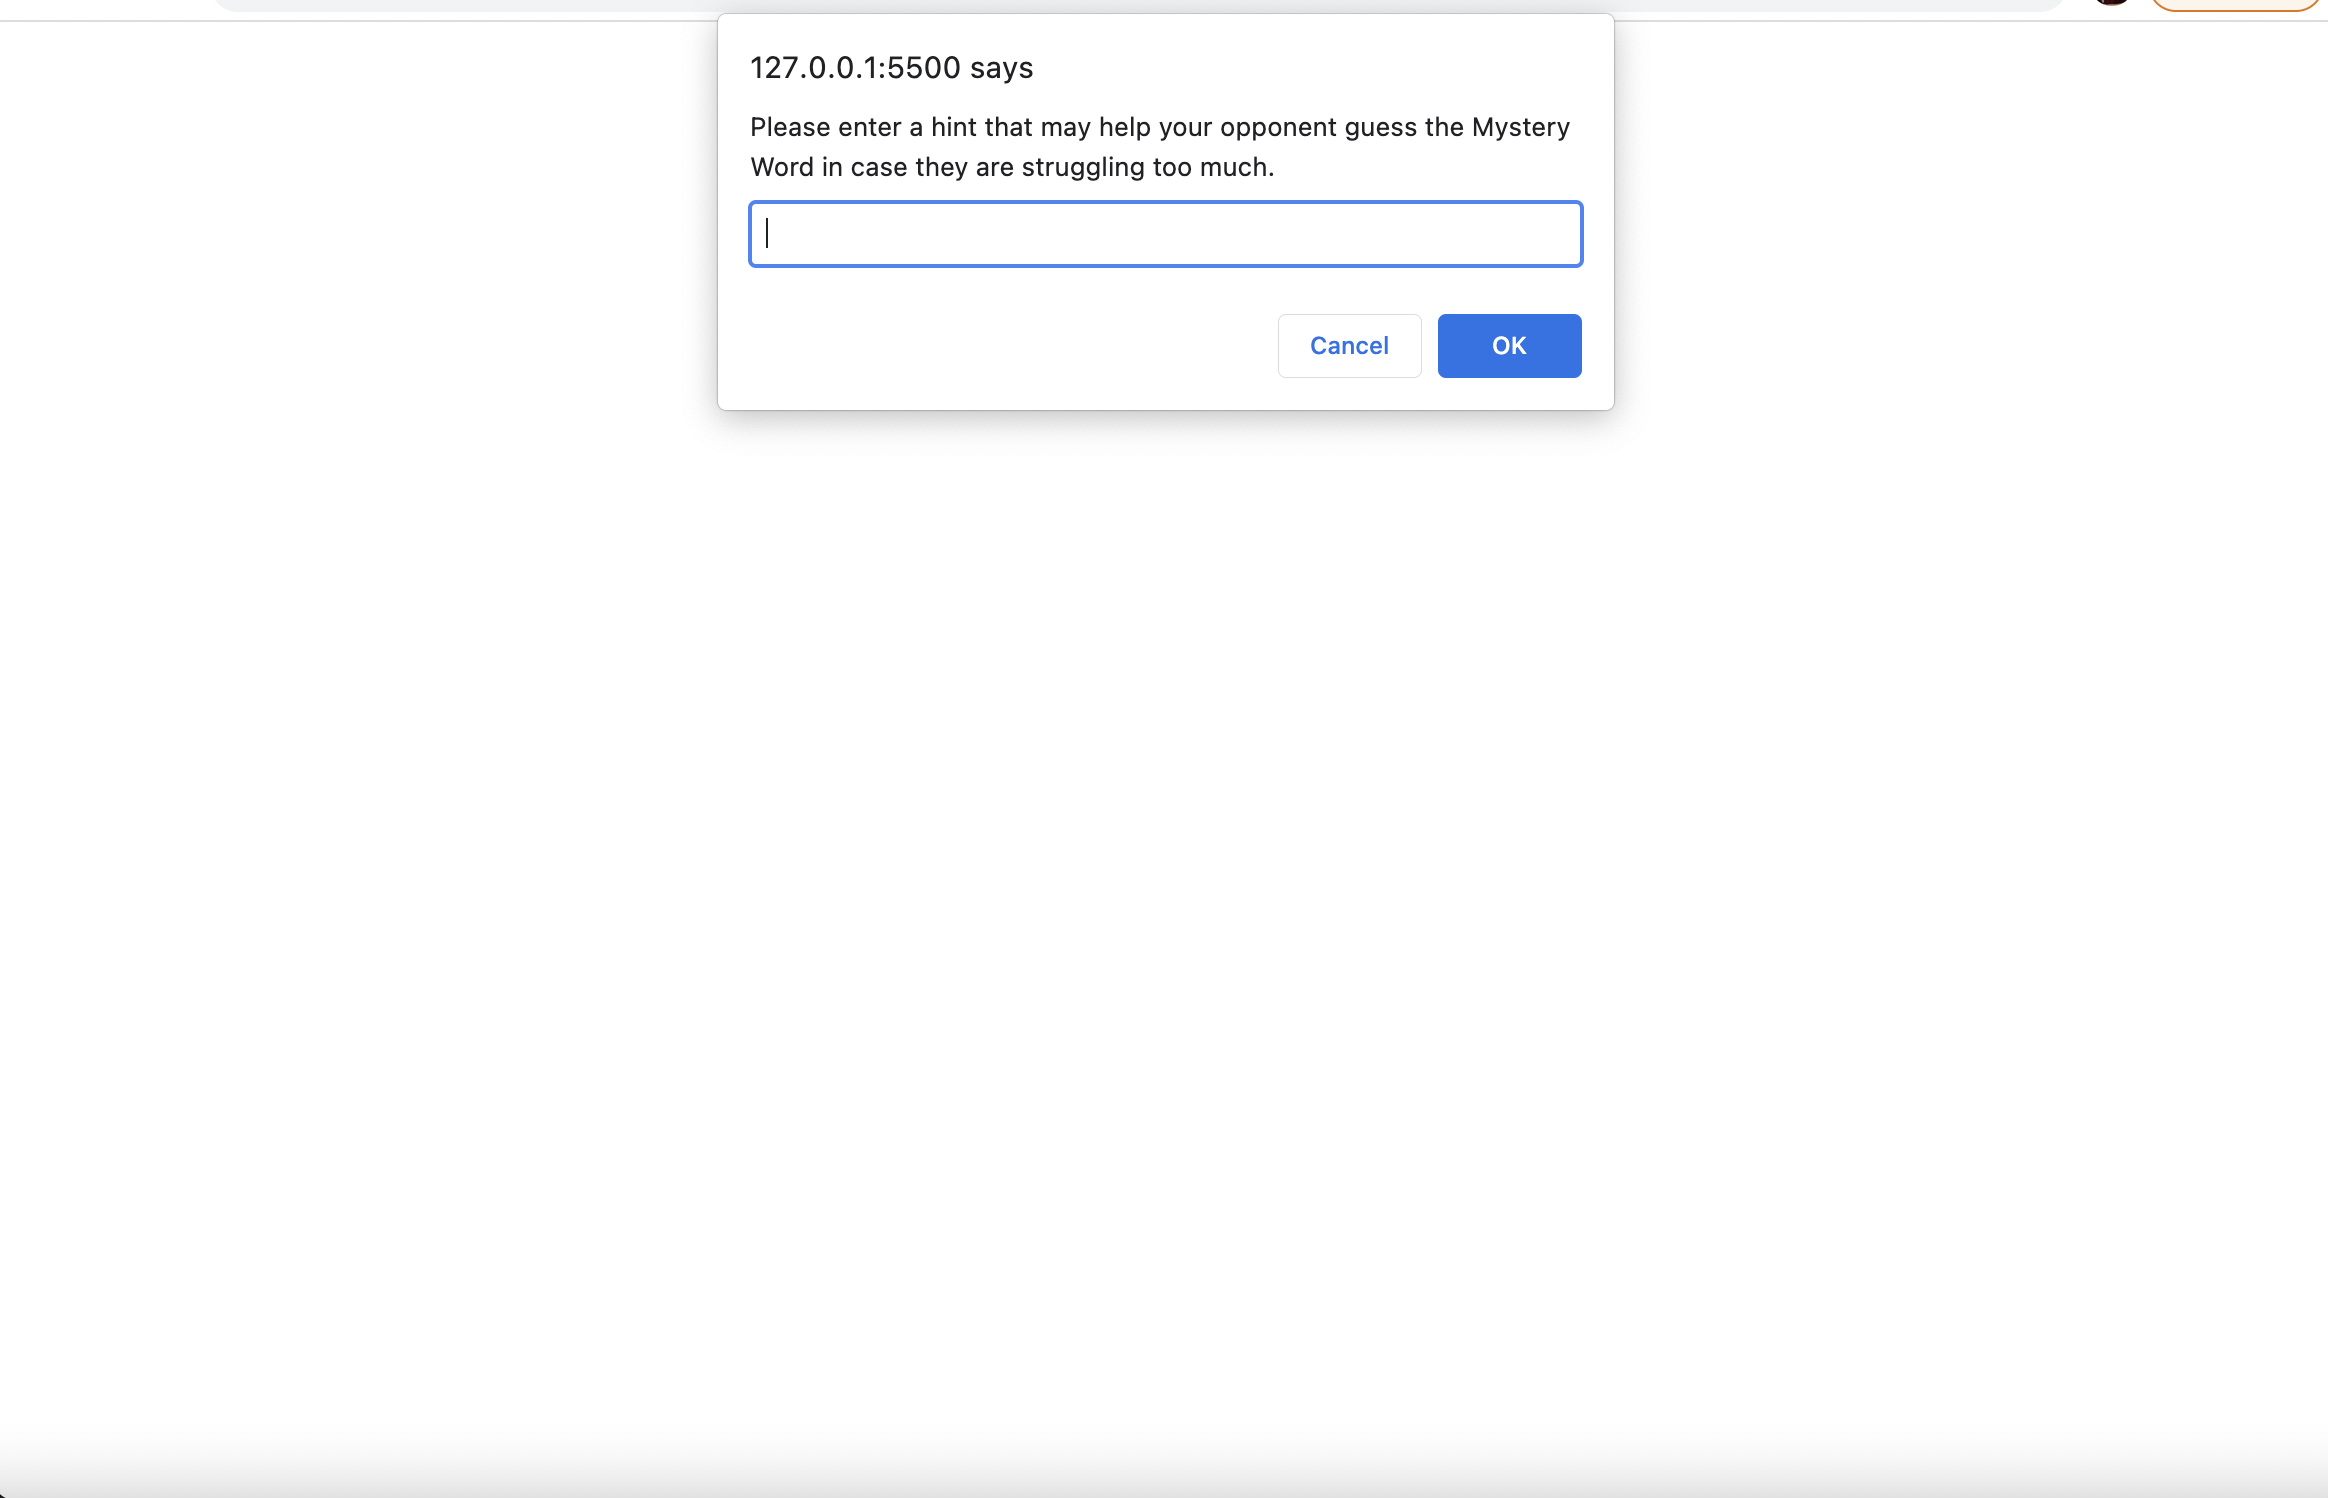 127.0.0.1:5500 says
Please enter a hint that may help your opponent guess the Mystery
Word in case they are struggling too much.
Cancel
OK